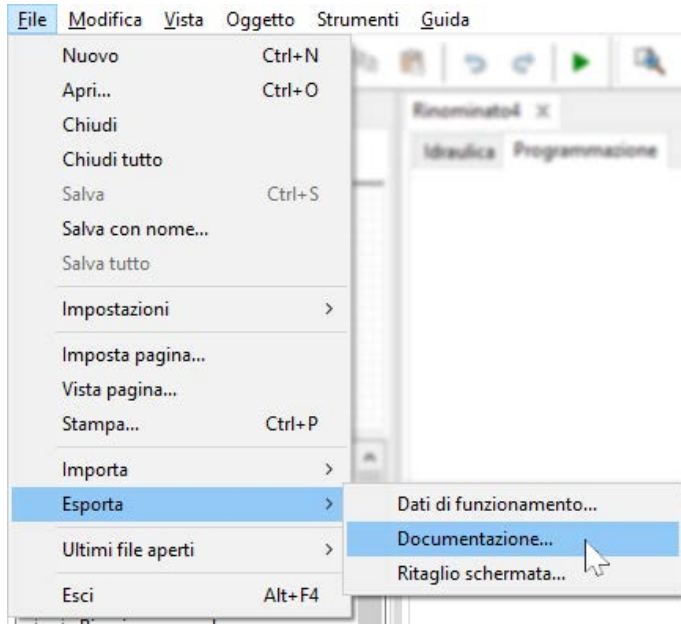 File Modifica Vista Oggetto Strumenti Guida
Nuovo Ctrl+N
Apri... Ctrl+O
Chiudi
Chiudi tutto
Salva Ctrl+S
Salva con nome...
Salva tutto
Impostazioni >
Imposta pagina...
Vista pagina...
Stampa... Ctrl+P
Importa >
Esporta >
Ultimi file aperti >
Esci Alt+F4
Rinominato4 X
Idraulica Programmazione
Dati di funzionamento...
Documentazione...
Ritaglio schermata...